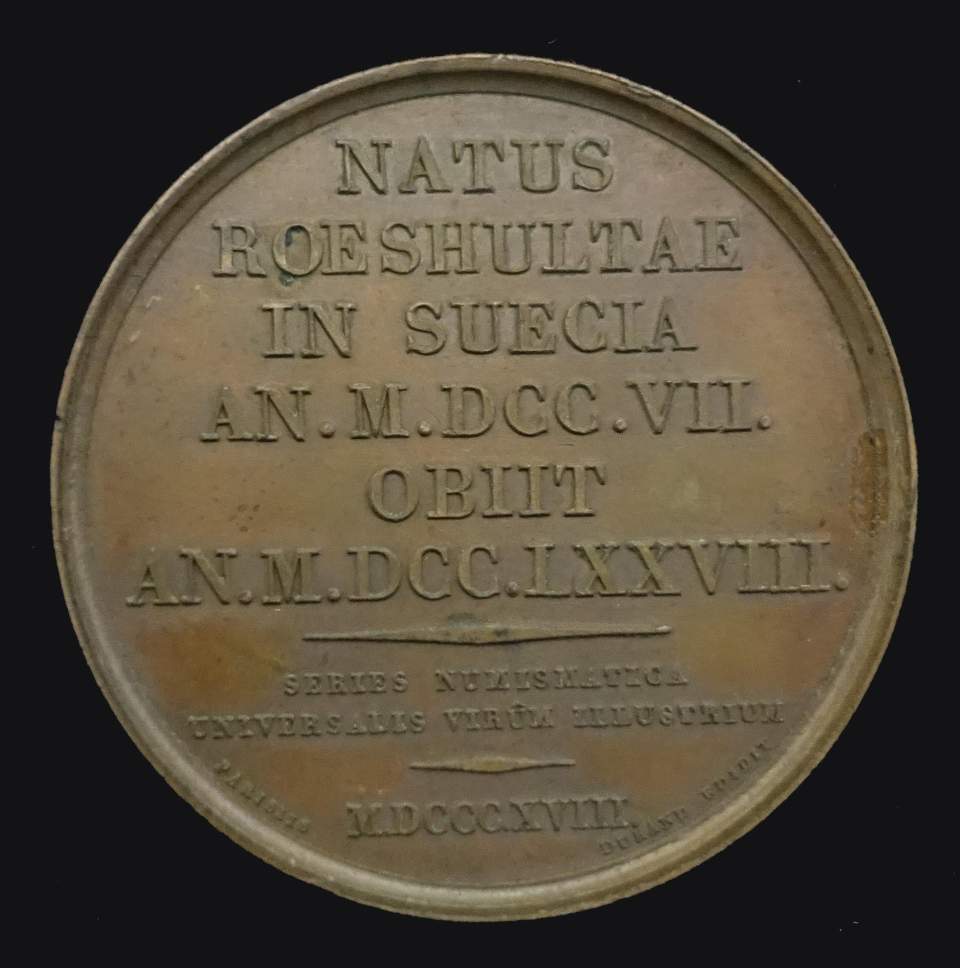 NATUS
ROESHULTAE
IN SUECIA
AN.M.DCC.VII.
OBIIT
AN.M.DCC.LXXVIII.
SERIES NUMISMATICA
UNIVERSALIS VIRŪM ILLUSTRIUM
M.DCCC.XVIII.
PARISIIS
DURAND EDIDIT